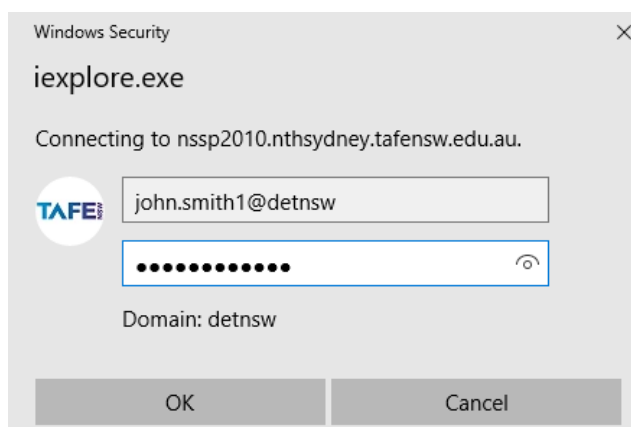 Windows Security
iexplore.exe
Connecting to nssp2010.nthsydney.tafensw.edu.au.
TAFE
john.smith1@detnsw
●●●●●●●●●●●●
Domain: detnsw
OK
Cancel